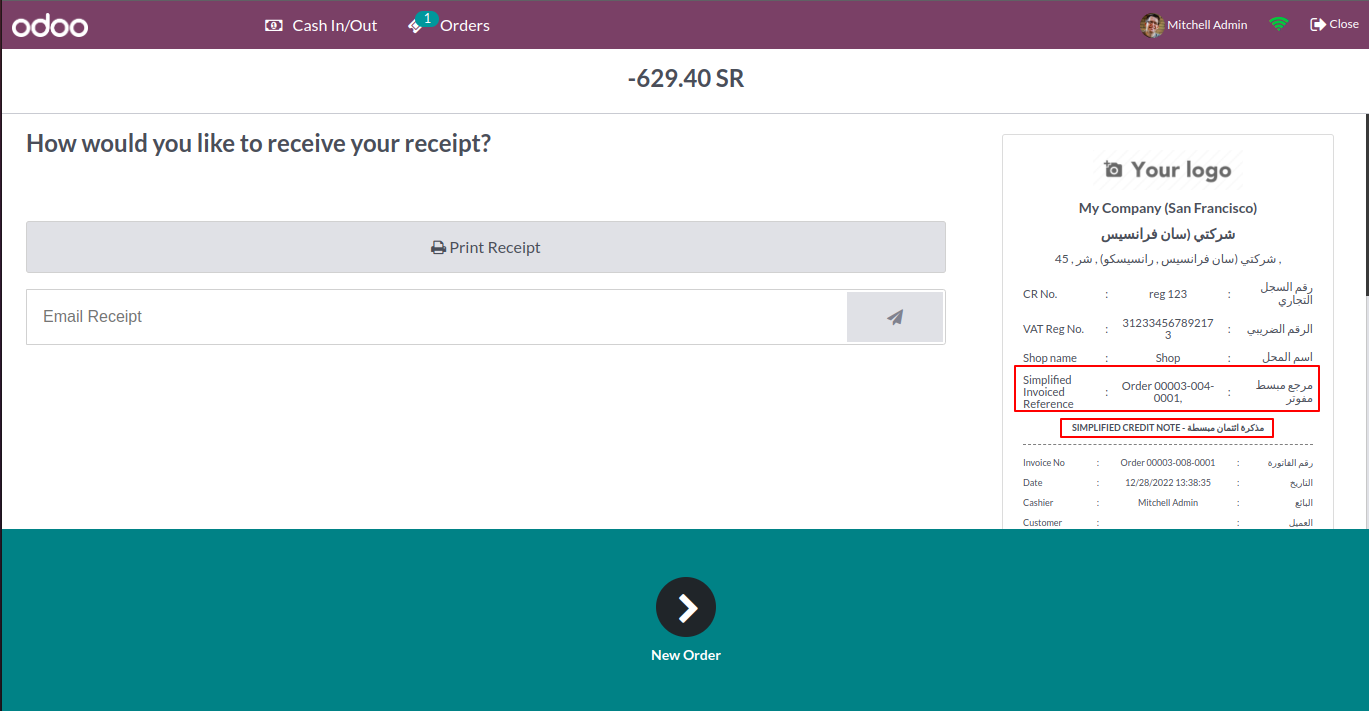 odoo
Cash In/Out
1
Orders
Mitchell Admin
Close
-629.40 SR
How would you like to receive your receipt?
Print Receipt
Email Receipt
Your logo
My Company (San Francisco)
شركتي (سان فرانسيس
, شركتي (سان فرانسيس , رانسيسكو) , شر , 45
CR No. : reg 123 : رقم السجل
التجاري
VAT Reg No. : 31233456789217 : الرقم الضريبي
3
Shop name : Shop : اسم المحل
Simplified
Invoiced : Order 00003-004- : مرجع مبسط
Reference 0001, مفوتر
SIMPLIFIED CREDIT NOTE - مذكرة ائتمان مبسطة
Invoice No : Order 00003-008-0001 : رقم الفاتورة
Date : 12/28/2022 13:38:35 : التاريخ
Cashier : Mitchell Admin : البائع
Customer : : العميل
New Order